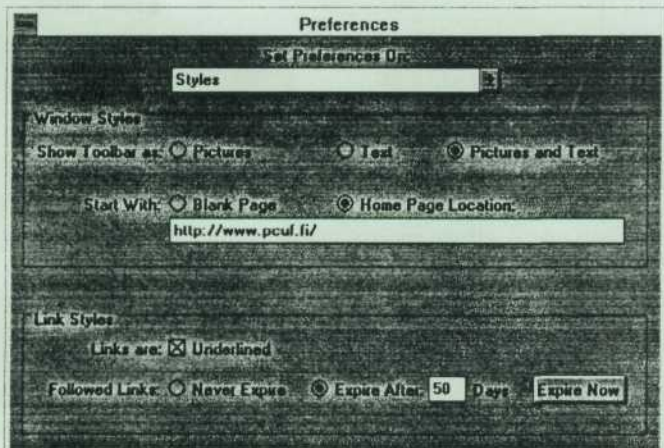 Preferences
Set Preferences On:
Styles
Window Styles
Show Toolbar as: Pictures Text Pictures and Text
Start With: Blank Page Home Page Location:
http://www.pcuf.fi/
Link Styles
Links are: Underlined
Followed Links: Never Expire Expire After: 50 Days Expire Now